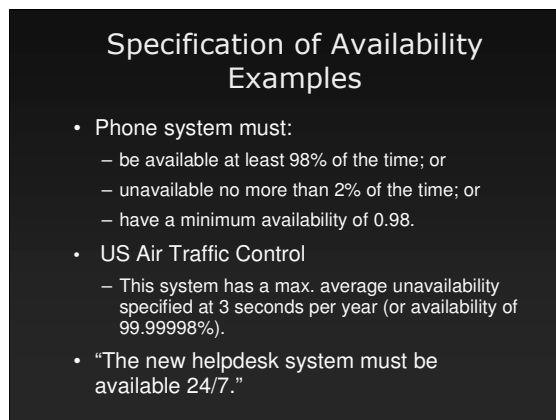 Specification of Availability
Examples
• Phone system must:
– be available at least 98% of the time; or
– unavailable no more than 2% of the time; or
– have a minimum availability of 0.98.
• US Air Traffic Control
– This system has a max. average unavailability
specified at 3 seconds per year (or availability of
99.99998%).
• “The new helpdesk system must be
available 24/7.”